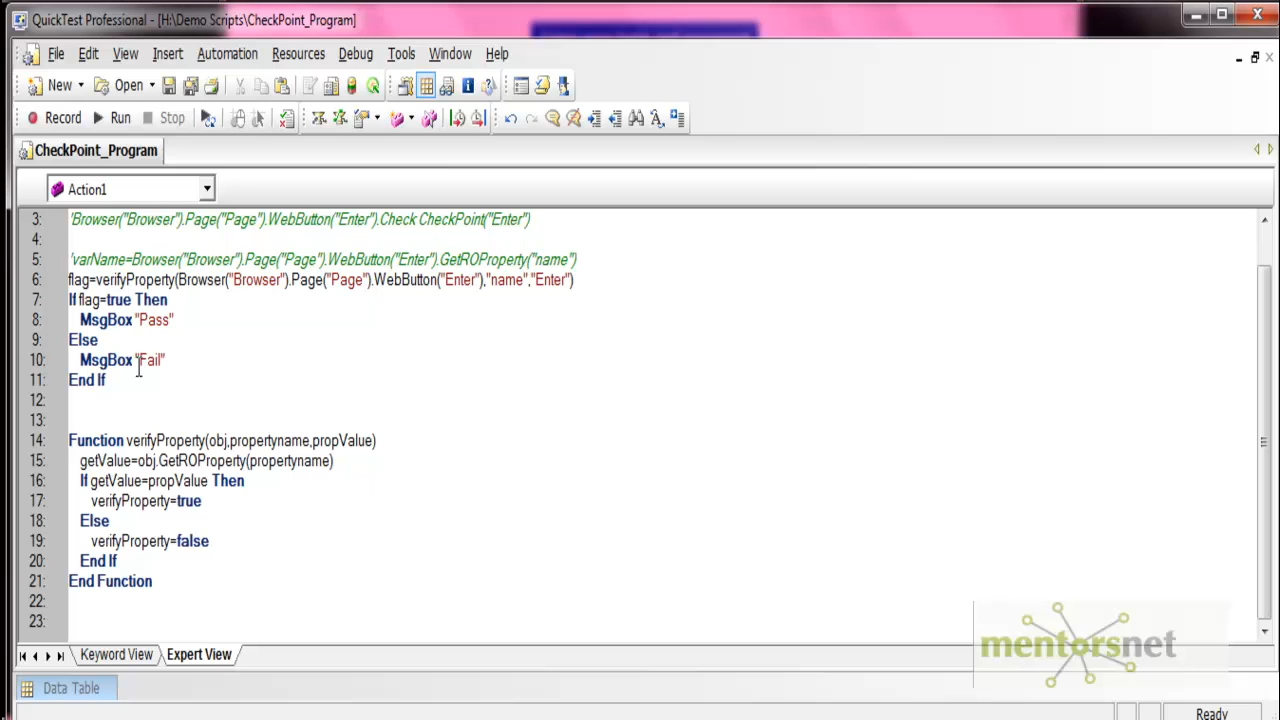 QuickTest Professional - [H:\Demo Scripts\CheckPoint_Program]
File Edit View Insert Automation Resources Debug Tools Window Help
New Open
Record Run Stop
CheckPoint_Program
Action1
3: 'Browser("Browser").Page("Page").WebButton("Enter").Check CheckPoint("Enter")
4:
5: 'varName=Browser("Browser").Page("Page").WebButton("Enter").GetROProperty("name")
6: flag=verifyProperty(Browser("Browser").Page("Page").WebButton("Enter"),"name","Enter")
7: If flag=true Then
8: MsgBox "Pass"
9: Else
10: MsgBox "Fail"
11: End If
12:
13:
14: Function verifyProperty(obj,propertyname,propValue)
15: getValue=obj.GetROProperty(propertyname)
16: If getValue=propValue Then
17: verifyProperty=true
18: Else
19: verifyProperty=false
20: End If
21: End Function
22:
23:
mentorsnet
Keyword View Expert View
Data Table
Ready